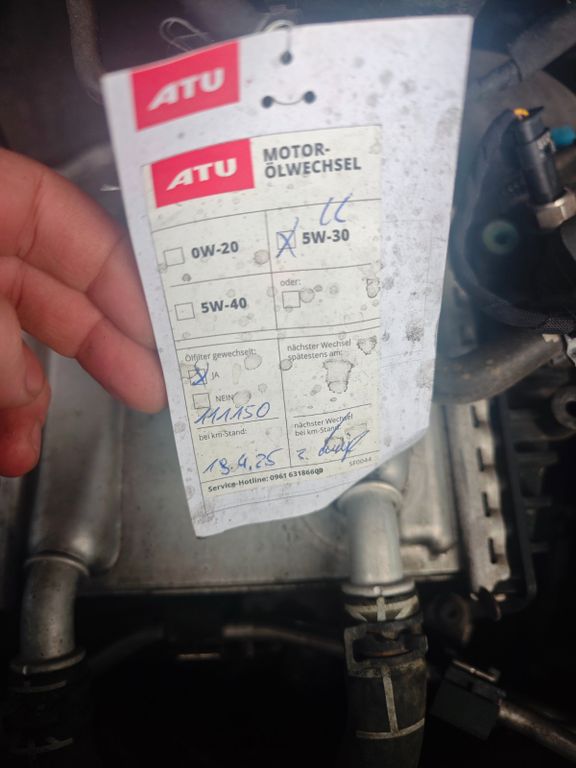 ATU
ATU MOTOR-
ÖLWECHSEL
LL
0W-20 X 5W-30
5W-40 oder:
Ölfilter gewechselt: nächster Wechsel
spätestens am:
X JA
NEIN
111150 nächster Wechsel
bei km-Stand: bei km-Stand:
18.4.25
Service-Hotline: 0961 63186600 SF0044